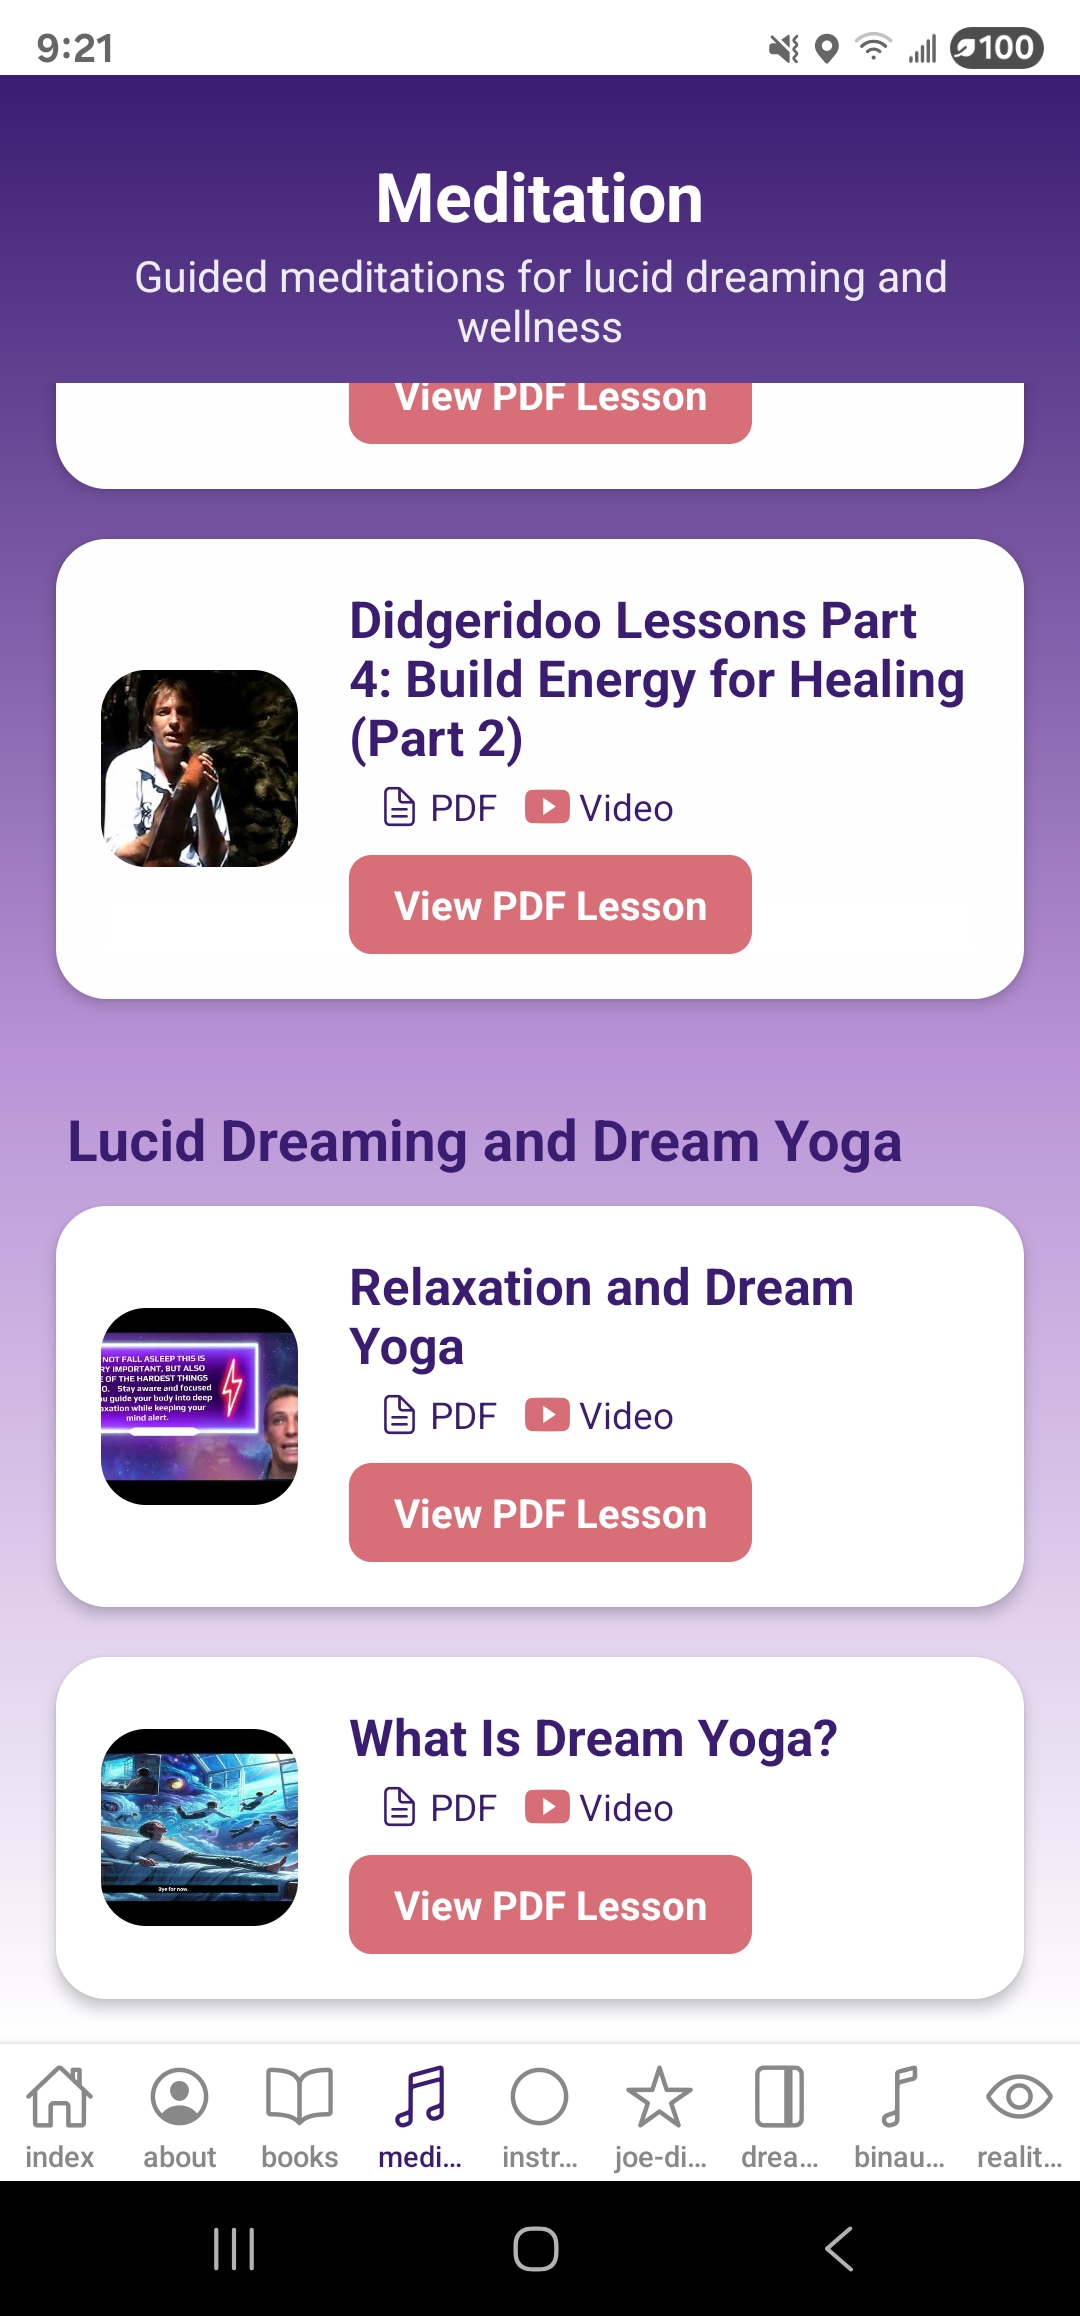 9:21
100
Meditation
Guided meditations for lucid dreaming and
wellness
View PDF Lesson
Didgeridoo Lessons Part
4: Build Energy for Healing
(Part 2)
PDF Video
View PDF Lesson
Lucid Dreaming and Dream Yoga
Relaxation and Dream
Yoga
NOT FALL ASLEEP THIS IS
RY IMPORTANT, BUT ALSO
OF THE HARDEST THINGS
O. Stay aware and focused
u guide your body into deep
axation while keeping your
mind alert.
PDF Video
View PDF Lesson
What Is Dream Yoga?
Bye for now.
PDF Video
View PDF Lesson
index about books medi... instr... joe-di... drea... binau... realit...